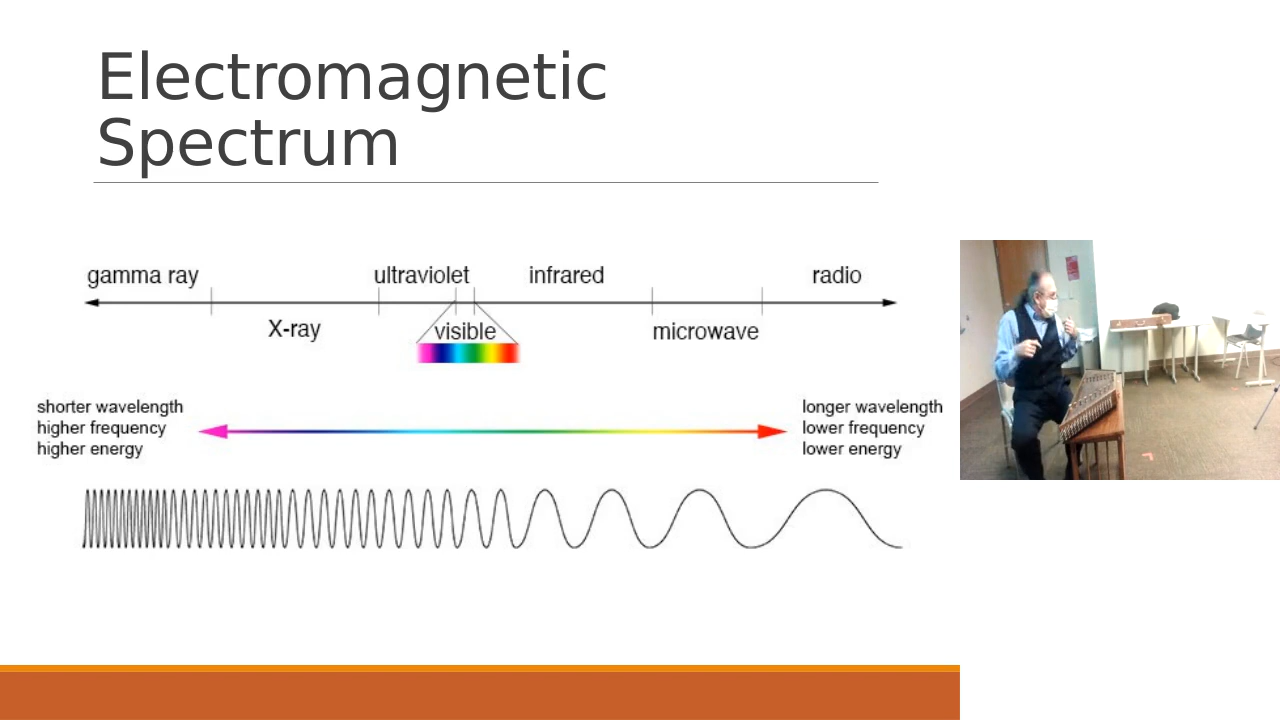 Electromagnetic
Spectrum
gamma ray
ultraviolet
infrared
radio
X-ray
visible
microwave
shorter wavelength
higher frequency
higher energy
longer wavelength
lower frequency
lower energy